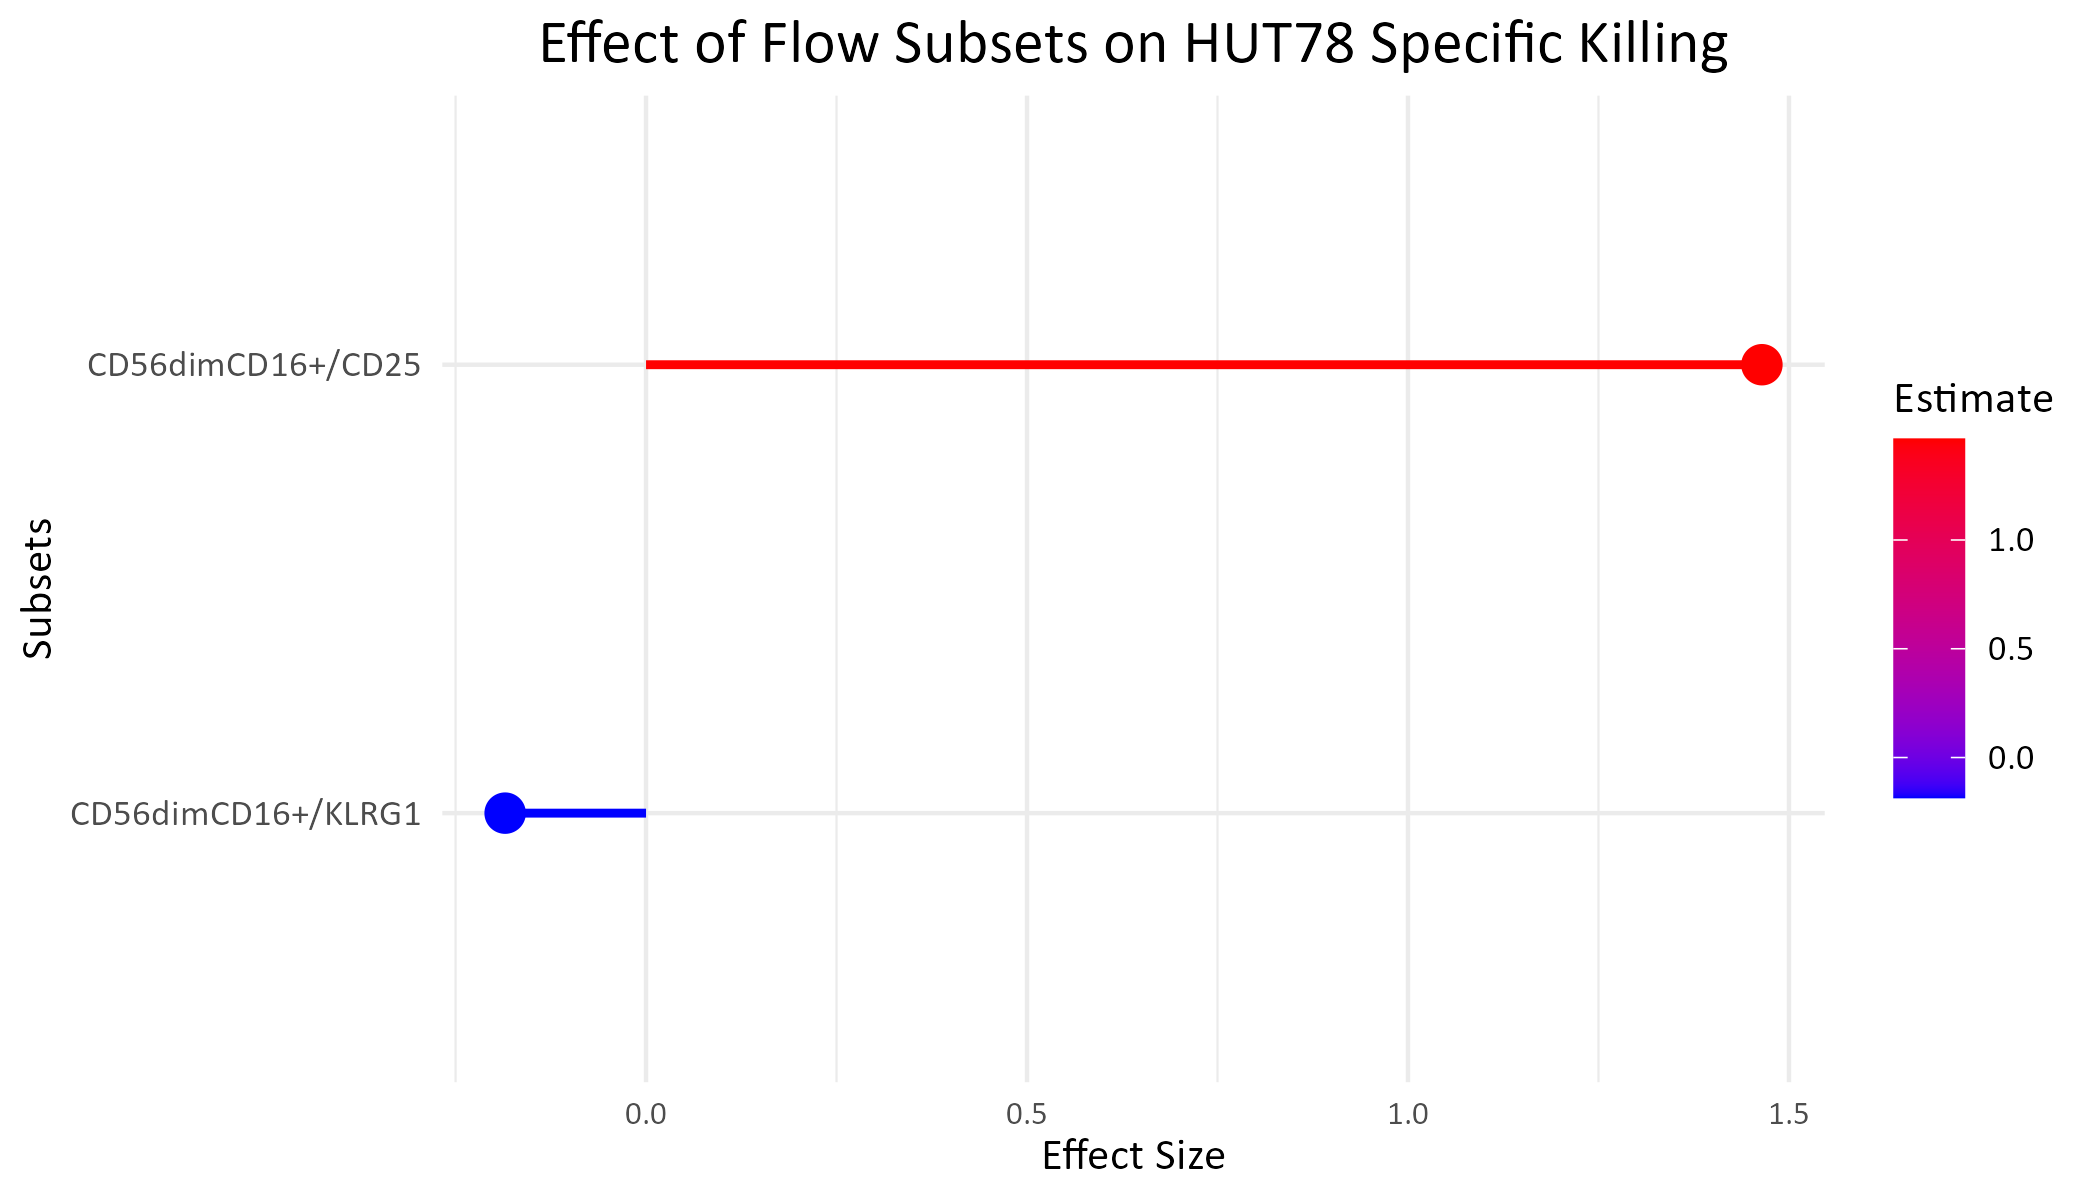 Effect of Flow Subsets on HUT78 Specific Killing
Subsets
CD56dimCD16+/CD25
CD56dimCD16+/KLRG1
0.0
0.5
1.0
1.5
Effect Size
Estimate
1.0
0.5
0.0